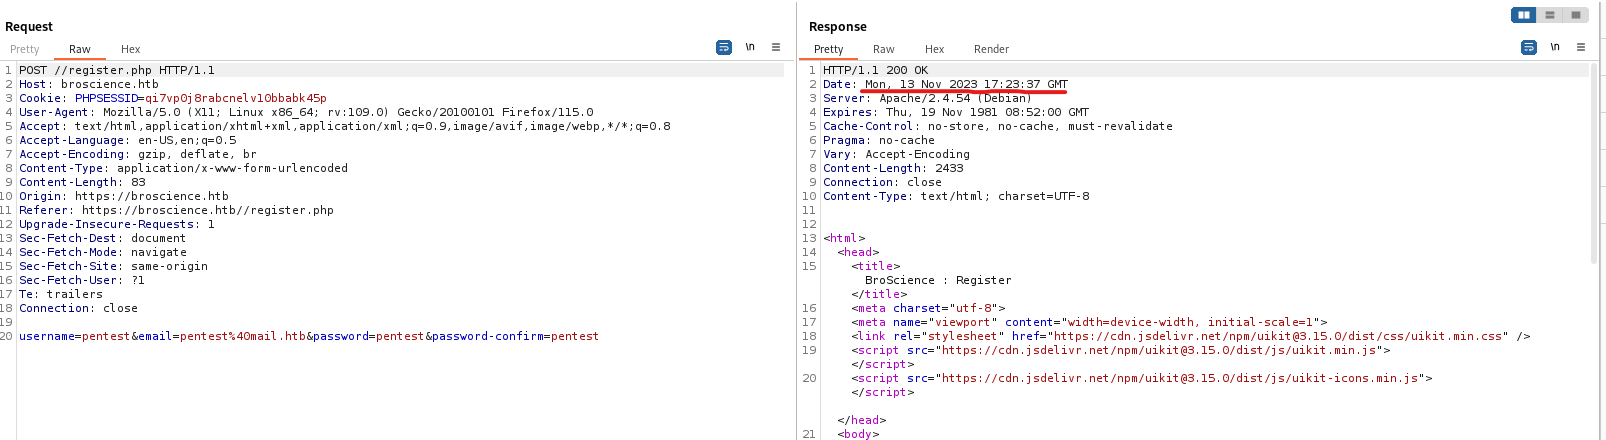 Request
Pretty Raw Hex \n
1 POST //register.php HTTP/1.1
2 Host: broscience.htb
3 Cookie: PHPSESSID=qi7vp0j8rabcnelv10bbabk45p
4 User-Agent: Mozilla/5.0 (X11; Linux x86_64; rv:109.0) Gecko/20100101 Firefox/115.0
5 Accept: text/html,application/xhtml+xml,application/xml;q=0.9,image/avif,image/webp,*/*;q=0.8
6 Accept-Language: en-US,en;q=0.5
7 Accept-Encoding: gzip, deflate, br
8 Content-Type: application/x-www-form-urlencoded
9 Content-Length: 83
10 Origin: https://broscience.htb
11 Referer: https://broscience.htb//register.php
12 Upgrade-Insecure-Requests: 1
13 Sec-Fetch-Dest: document
14 Sec-Fetch-Mode: navigate
15 Sec-Fetch-Site: same-origin
16 Sec-Fetch-User: ?1
17 Te: trailers
18 Connection: close
19
20 username=pentest&email=pentest%40mail.htb&password=pentest&password-confirm=pentest
Response
Pretty Raw Hex Render \n
1 HTTP/1.1 200 OK
2 Date: Mon, 13 Nov 2023 17:23:37 GMT
3 Server: Apache/2.4.54 (Debian)
4 Expires: Thu, 19 Nov 1981 08:52:00 GMT
5 Cache-Control: no-store, no-cache, must-revalidate
6 Pragma: no-cache
7 Vary: Accept-Encoding
8 Content-Length: 2433
9 Connection: close
10 Content-Type: text/html; charset=UTF-8
11
12
13 <html>
14 <head>
15 <title>
BroScience : Register
</title>
16 <meta charset="utf-8">
17 <meta name="viewport" content="width=device-width, initial-scale=1">
18 <link rel="stylesheet" href="https://cdn.jsdelivr.net/npm/uikit@3.15.0/dist/css/uikit.min.css" />
19 <script src="https://cdn.jsdelivr.net/npm/uikit@3.15.0/dist/js/uikit.min.js">
</script>
20 <script src="https://cdn.jsdelivr.net/npm/uikit@3.15.0/dist/js/uikit-icons.min.js">
</script>
</head>
21 <body>